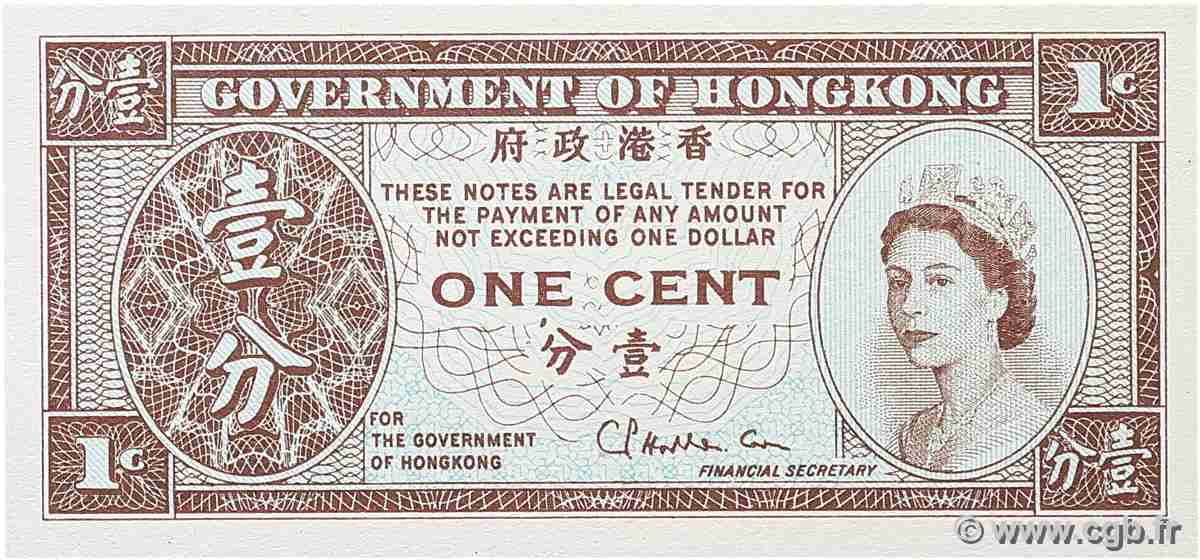 分壹
GOVERNMENT OF HONGKONG
1¢
府政港香
THESE NOTES ARE LEGAL TENDER FOR
THE PAYMENT OF ANY AMOUNT
NOT EXCEEDING ONE DOLLAR
ONE CENT
分壹
壹
分
FOR
THE GOVERNMENT
OF HONGKONG
FINANCIAL SECRETARY
1¢
分壹
© www.cgb.fr